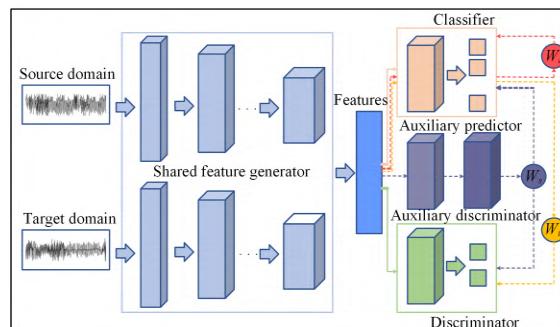 Classifier
Source domain
Features
Auxiliary predictor
Shared feature generator
Target domain
Auxiliary discriminator
Discriminator